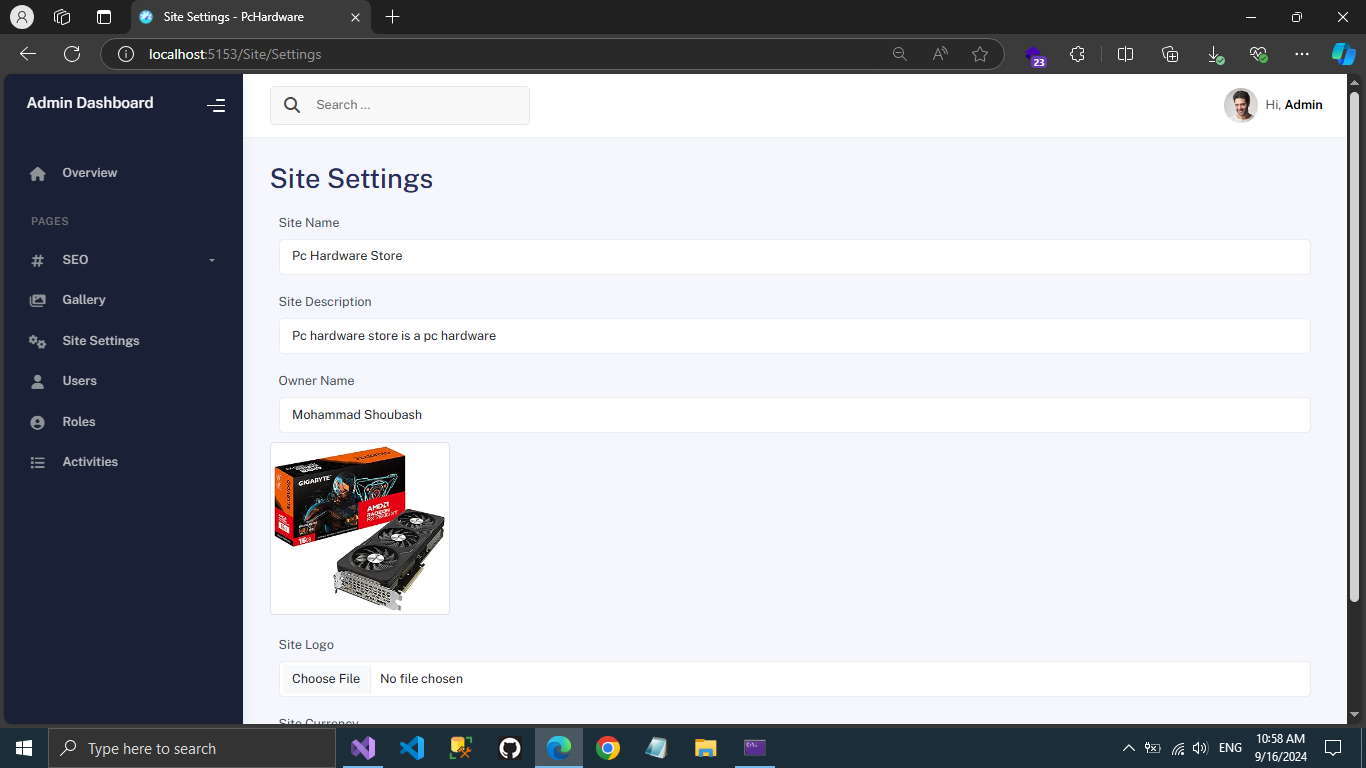 Site Settings - PcHardware
localhost:5153/Site/Settings
23
Admin Dashboard
Search ...
Hi, Admin
Overview
PAGES
SEO
Gallery
Site Settings
Users
Roles
Activities
Site Settings
Site Name
Pc Hardware Store
Site Description
Pc hardware store is a pc hardware
Owner Name
Mohammad Shoubash
GIGABYTE
AMD
RADEON
Site Logo
Choose File No file chosen
Site Currency
Type here to search
ENG
10:58 AM
9/16/2024